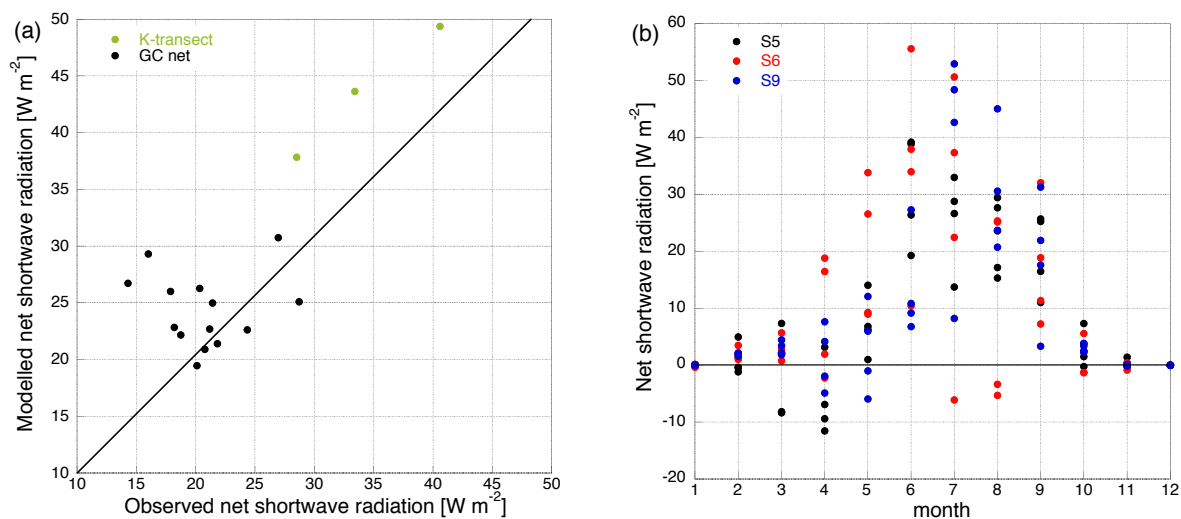 (a)
K-transect
GC net
Modelled net shortwave radiation [W m-2]
50
45
40
35
30
25
20
15
10
10 15 20 25 30 35 40 45 50
Observed net shortwave radiation [W m-2]
(b)
S5
S6
S9
Net shortwave radiation [W m-2]
60
50
40
30
20
10
0
-10
-20
1 2 3 4 5 6 7 8 9 10 11 12
month